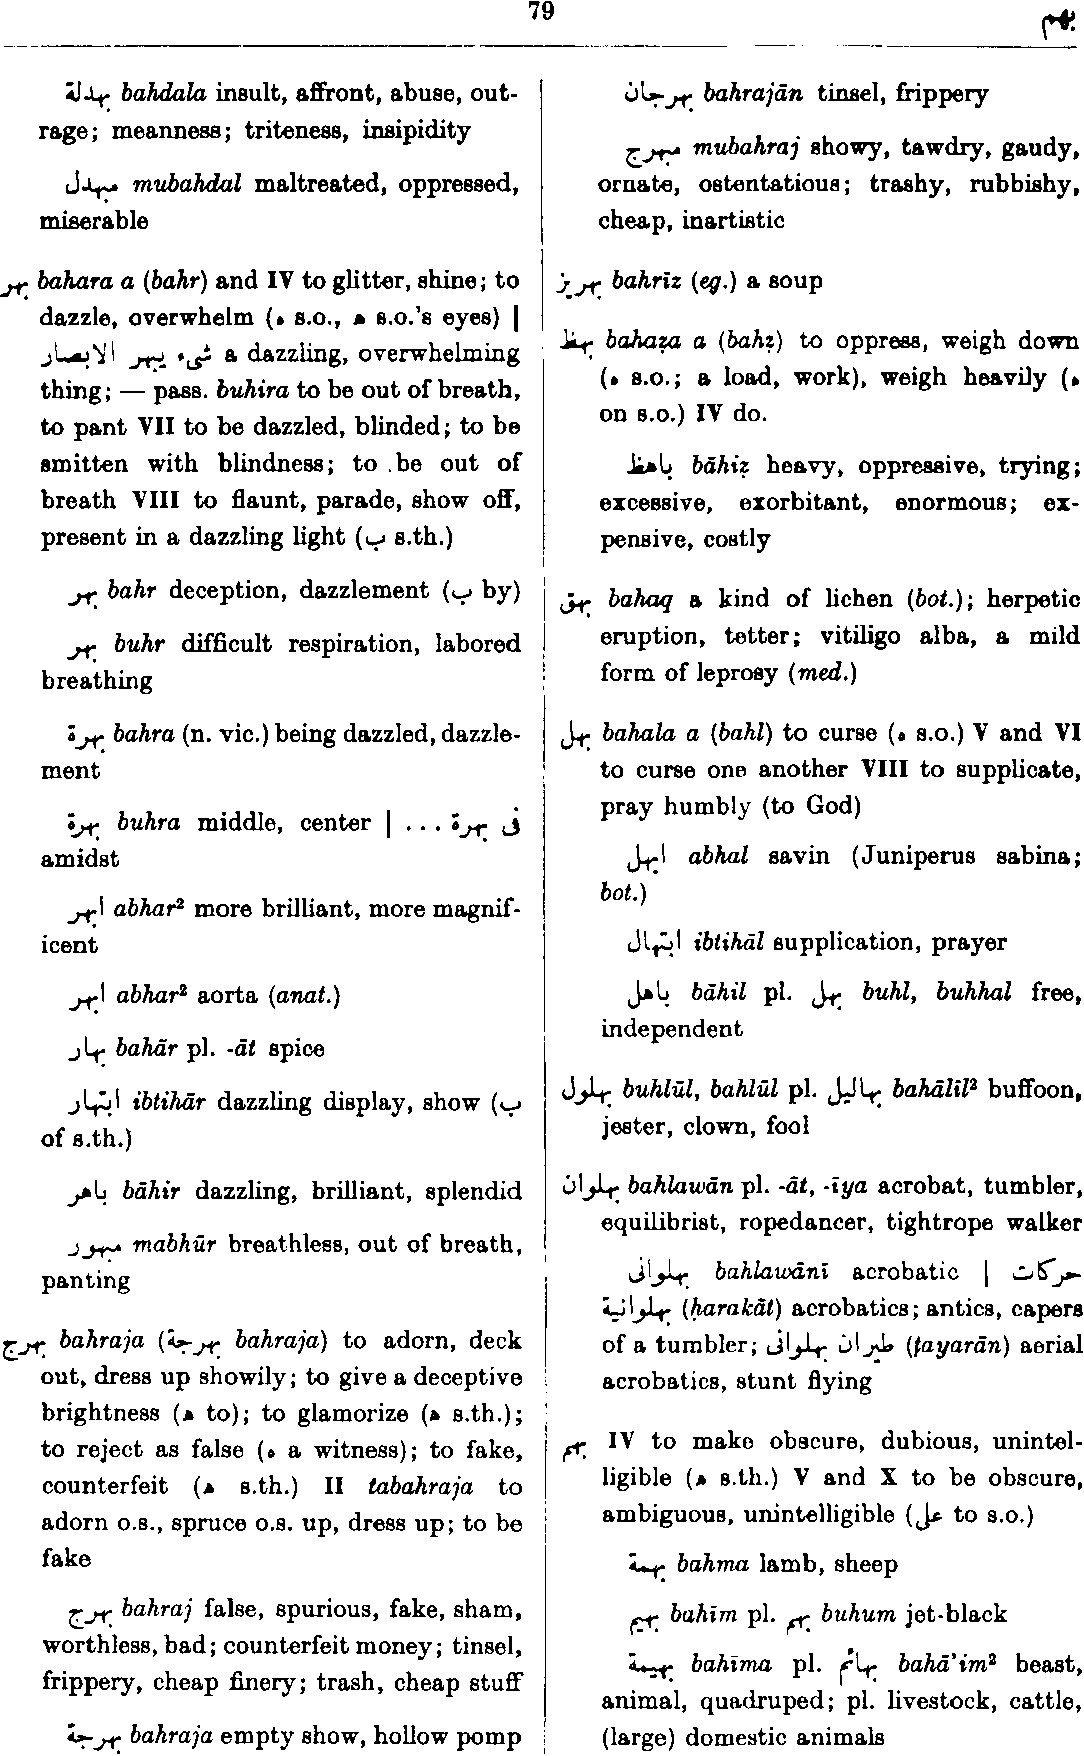 79
بهم
بهدلة bahdala insult, affront, abuse, out-
rage; meanness; triteness, insipidity
مبهدل mubahdal maltreated, oppressed,
miserable
بهر bahara a (bahr) and IV to glitter, shine; to
dazzle, overwhelm (ه s.o., ه s.o.'s eyes) |
شىء يبهر الابصار a dazzling, overwhelming
thing; — pass. buhira to be out of breath,
to pant VII to be dazzled, blinded; to be
smitten with blindness; to be out of
breath VIII to flaunt, parade, show off,
present in a dazzling light (ب s.th.)
بهر bahr deception, dazzlement (ب by)
بهر buhr difficult respiration, labored
breathing
بهرة bahra (n. vic.) being dazzled, dazzle-
ment
بهرة buhra middle, center | ... فى بهرة
amidst
ابهر abhar² more brilliant, more magnif-
icent
ابهر abhar² aorta (anat.)
بهار bahār pl. -āt spice
ابتهار ibtihār dazzling display, show (ب
of s.th.)
باهر bāhir dazzling, brilliant, splendid
مبهور mabhūr breathless, out of breath,
panting
بهرج bahraja (بهرجة bahraja) to adorn, deck
out, dress up showily; to give a deceptive
brightness (ه to); to glamorize (ه s.th.);
to reject as false (ه a witness); to fake,
counterfeit (ه s.th.) II tabahraja to
adorn o.s., spruce o.s. up, dress up; to be
fake
بهرج bahraj false, spurious, fake, sham,
worthless, bad; counterfeit money; tinsel,
frippery, cheap finery; trash, cheap stuff
بهرجة bahraja empty show, hollow pomp
بهرجان bahrajān tinsel, frippery
مبهرج mubahraj showy, tawdry, gaudy,
ornate, ostentatious; trashy, rubbishy,
cheap, inartistic
بهريز bahrīz (eg.) a soup
بهظ bahaẓa a (bahẓ) to oppress, weigh down
(ه s.o.; a load, work), weigh heavily (ه
on s.o.) IV do.
باهظ bāhiẓ heavy, oppressive, trying;
excessive, exorbitant, enormous; ex-
pensive, costly
بهق bahaq a kind of lichen (bot.); herpetic
eruption, tetter; vitiligo alba, a mild
form of leprosy (med.)
بهل bahala a (bahl) to curse (ه s.o.) V and VI
to curse one another VIII to supplicate,
pray humbly (to God)
ابهل abhal savin (Juniperus sabina;
bot.)
ابتهال ibtihāl supplication, prayer
باهل bāhil pl. بهل buhl, buhhal free,
independent
بهلول buhlūl, bahlūl pl. بهاليل bahālīl² buffoon,
jester, clown, fool
بهلوان bahlawān pl. -āt, -īya acrobat, tumbler,
equilibrist, ropedancer, tightrope walker
بهلوانى bahlawānī acrobatic | حركات
بهلوانية (ḥarakāt) acrobatics; antics, capers
of a tumbler; طيران بهلوانى (ṭayarān) aerial
acrobatics, stunt flying
بهم IV to make obscure, dubious, unintel-
ligible (ه s.th.) V and X to be obscure,
ambiguous, unintelligible (على to s.o.)
بهمة bahma lamb, sheep
بهيم bahīm pl. بهم buhum jet-black
بهيمة bahīma pl. بهائم bahā'im² beast,
animal, quadruped; pl. livestock, cattle,
(large) domestic animals